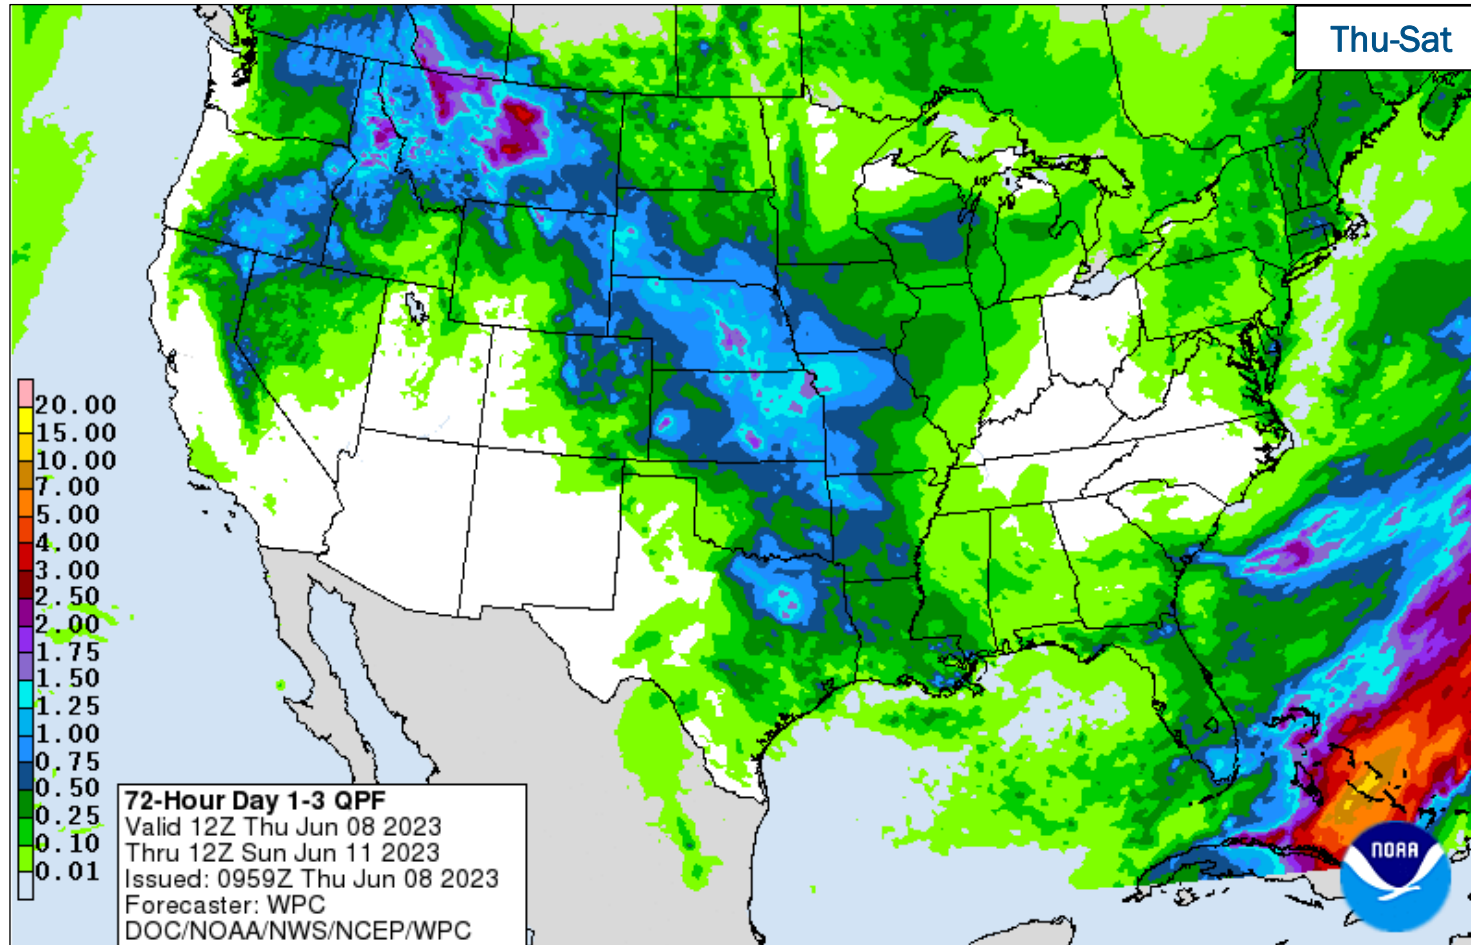 Thu-Sat
20.00
15.00
10.00
7.00
5.00
4.00
3.00
2.50
2.00
1.75
1.50
1.25
1.00
0.75
0.50
0.25
0.10
0.01
72-Hour Day 1-3 QPF
Valid 12Z Thu Jun 08 2023
Thru 12Z Sun Jun 11 2023
Issued: 0959Z Thu Jun 08 2023
Forecaster: WPC
DOC/NOAA/NWS/NCEP/WPC
NOAA